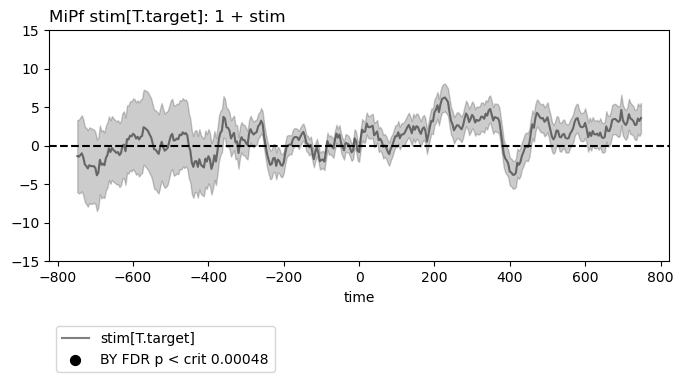 MiPf stim[T.target]: 1 + stim
15
10
5
0
−5
−10
−15
−800 −600 −400 −200 0 200 400 600 800
time
stim[T.target]
BY FDR p < crit 0.00048